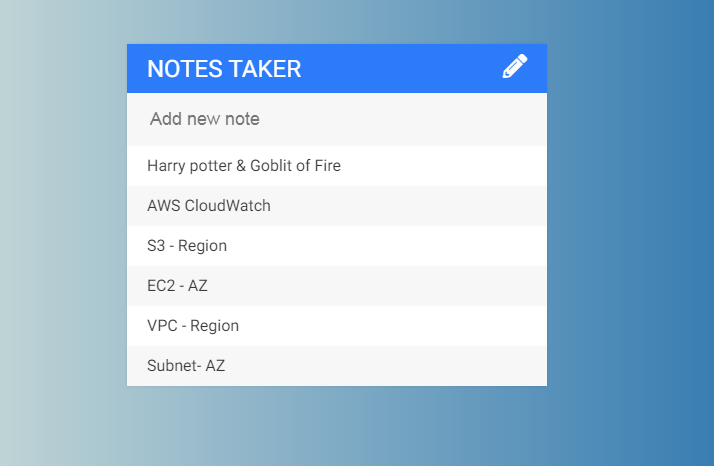 NOTES TAKER
Add new note
Harry potter & Goblit of Fire
AWS CloudWatch
S3 - Region
EC2 - AZ
VPC - Region
Subnet- AZ